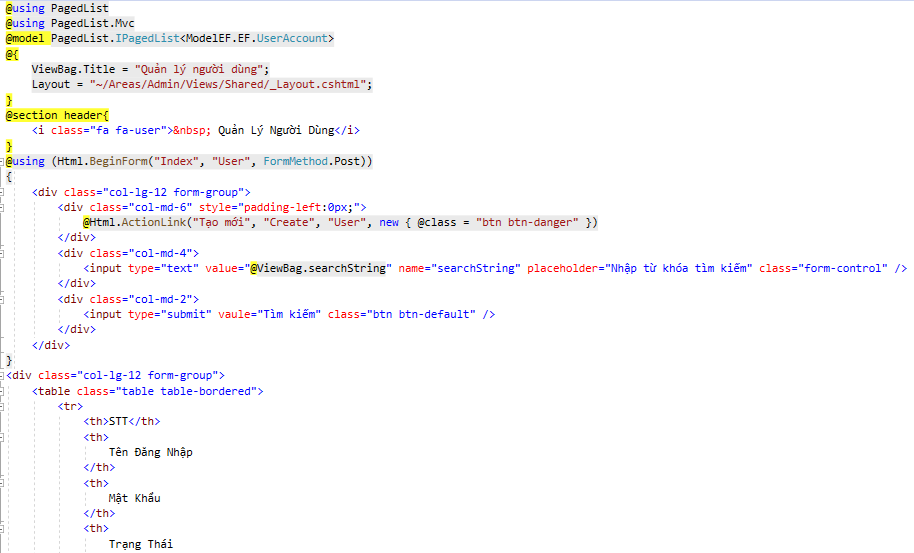 @using PagedList
@using PagedList.Mvc
@model PagedList.IPagedList<ModelEF.EF.UserAccount>
@{
    ViewBag.Title = "Quản lý người dùng";
    Layout = "~/Areas/Admin/Views/Shared/_Layout.cshtml";
}
@section header{
    <i class="fa fa-user">&nbsp; Quản Lý Người Dùng</i>
}
@using (Html.BeginForm("Index", "User", FormMethod.Post))
{
    <div class="col-lg-12 form-group">
        <div class="col-md-6" style="padding-left:0px;">
            @Html.ActionLink("Tạo mới", "Create", "User", new { @class = "btn btn-danger" })
        </div>
        <div class="col-md-4">
            <input type="text" value="@ViewBag.searchString" name="searchString" placeholder="Nhập từ khóa tìm kiếm" class="form-control" />
        </div>
        <div class="col-md-2">
            <input type="submit" vaule="Tìm kiếm" class="btn btn-default" />
        </div>
    </div>
}
<div class="col-lg-12 form-group">
    <table class="table table-bordered">
        <tr>
            <th>STT</th>
            <th>
                Tên Đăng Nhập
            </th>
            <th>
                Mật Khẩu
            </th>
            <th>
                Trạng Thái